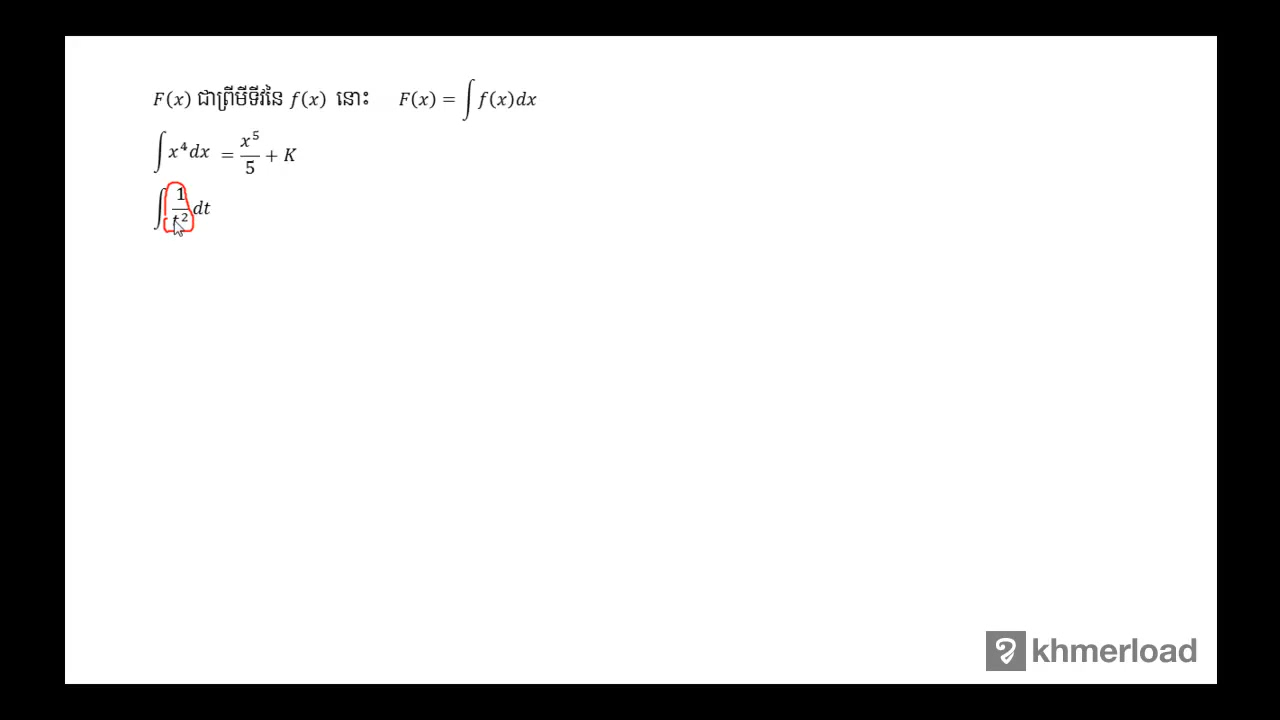 F(x) ជាព្រីមីទីវនៃ f(x) នោះ F(x) = ∫ f(x)dx
∫ x⁴dx = x⁵/5 + K
∫ 1/t² dt
khmerload